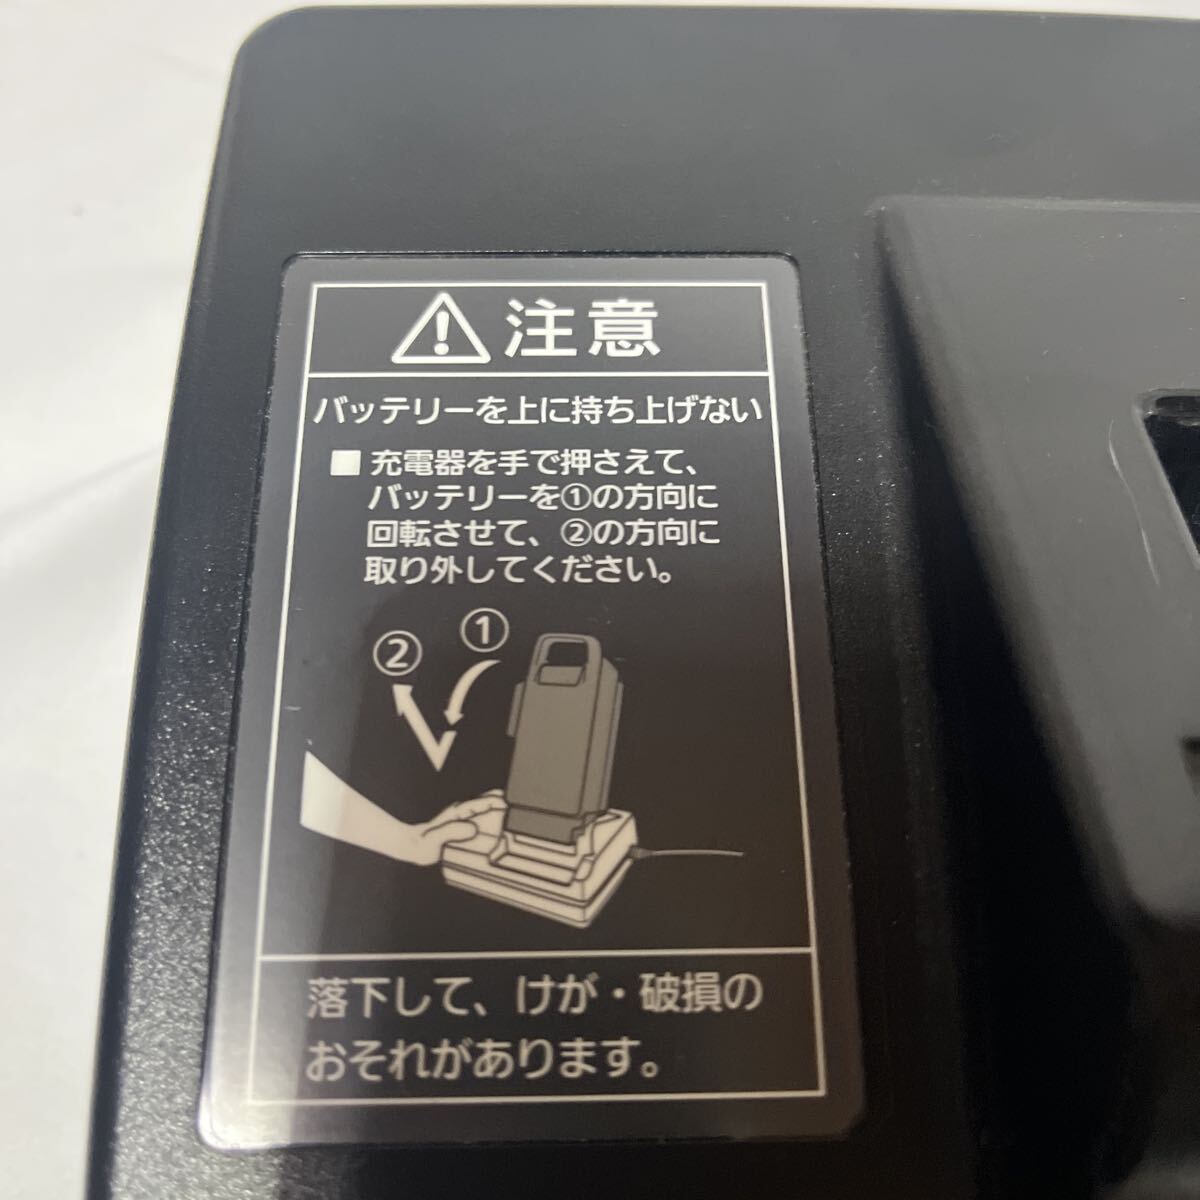 注意
バッテリーを上に持ち上げない
■ 充電器を手で押さえて、
バッテリーを①の方向に
回転させて、②の方向に
取り外してください。
①
②
落下して、けが・破損の
おそれがあります。